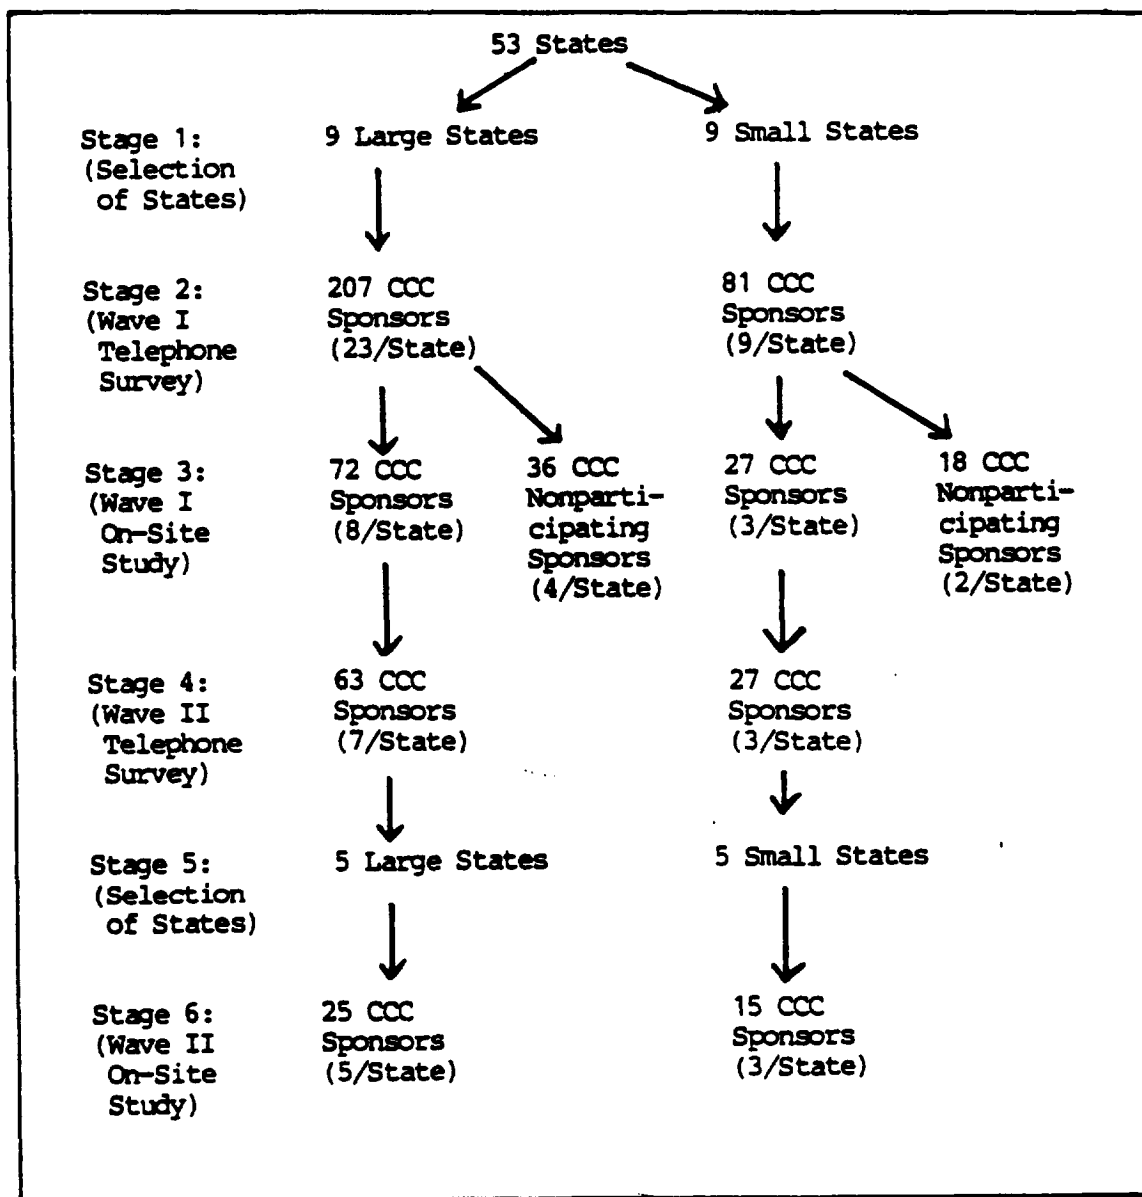 53 States
Stage 1:
(Selection
of States)
9 Large States
9 Small States
Stage 2:
(Wave I
Telephone
Survey)
207 CCC
Sponsors
(23/State)
81 CCC
Sponsors
(9/State)
Stage 3:
(Wave I
On-Site
Study)
72 CCC
Sponsors
(8/State)
36 CCC
Nonparti-
cipating
Sponsors
(4/State)
27 CCC
Sponsors
(3/State)
18 CCC
Nonparti-
cipating
Sponsors
(2/State)
Stage 4:
(Wave II
Telephone
Survey)
63 CCC
Sponsors
(7/State)
27 CCC
Sponsors
(3/State)
Stage 5:
(Selection
of States)
5 Large States
5 Small States
Stage 6:
(Wave II
On-Site
Study)
25 CCC
Sponsors
(5/State)
15 CCC
Sponsors
(3/State)